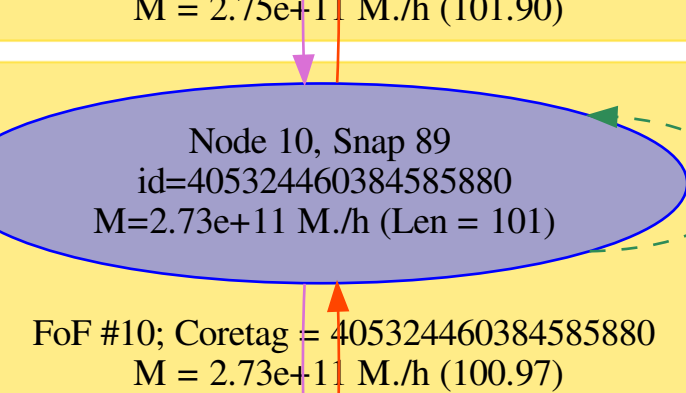 M = 2.75e+11 M./h (101.90)
Node 10, Snap 89
id=405324460384585880
M=2.73e+11 M./h (Len = 101)
FoF #10; Coretag = 405324460384585880
M = 2.73e+11 M./h (100.97)